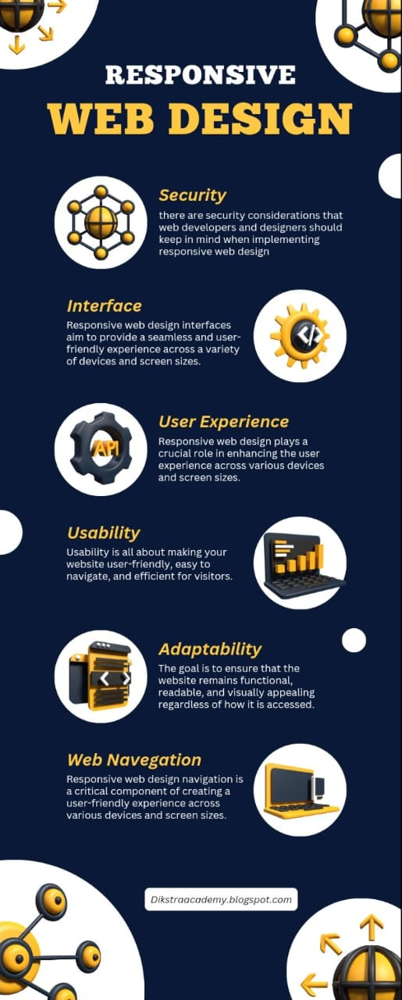 RESPONSIVE
WEB DESIGN
Security
there are security considerations that
web developers and designers should
keep in mind when implementing
responsive web design
Interface
Responsive web design interfaces
aim to provide a seamless and user-
friendly experience across a variety
of devices and screen sizes.
</>
API
User Experience
Responsive web design plays a
crucial role in enhancing the user
experience across various devices
and screen sizes.
Usability
Usability is all about making your
website user-friendly, easy to
navigate, and efficient for visitors.
Adaptability
The goal is to ensure that the
website remains functional,
readable, and visually appealing
regardless of how it is accessed.
Web Navegation
Responsive web design navigation is
a critical component of creating a
user-friendly experience across
various devices and screen sizes.
Dikstraacademy.blogspot.com